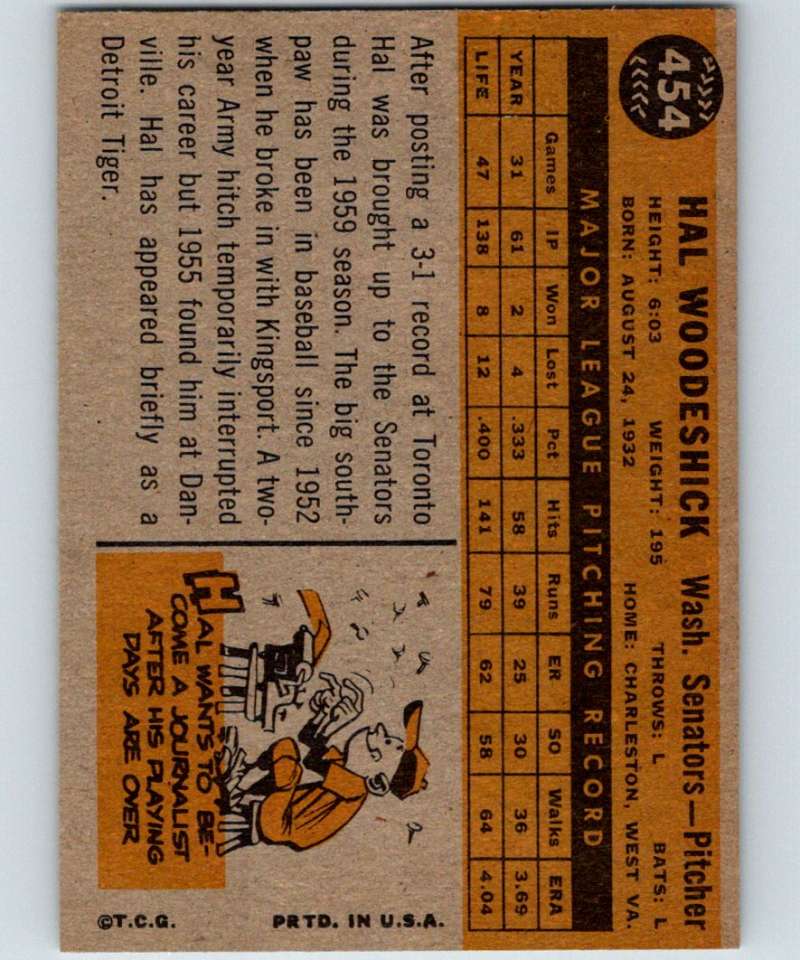 454
HAL WOODESHICK Wash. Senators—Pitcher
HEIGHT: 6:03 WEIGHT: 195 THROWS: L BATS: L
BORN: AUGUST 24, 1932 HOME: CHARLESTON, WEST VA.
MAJOR LEAGUE PITCHING RECORD
Games IP Won Lost Pct Hits Runs ER SO Walks ERA
YEAR 31 61 2 4 .333 58 39 25 30 36 3.69
LIFE 47 138 8 12 .400 141 79 62 58 64 4.04
After posting a 3-1 record at Toronto
Hal was brought up to the Senators
during the 1959 season. The big south-
paw has been in baseball since 1952
when he broke in with Kingsport. A two-
year Army hitch temporarily interrupted
his career but 1955 found him at Dan-
ville. Hal has appeared briefly as a
Detroit Tiger.
HAL WANTS TO BE-
COME A JOURNALIST
AFTER HIS PLAYING
DAYS ARE OVER
©T.C.G. PRTD. IN U.S.A.